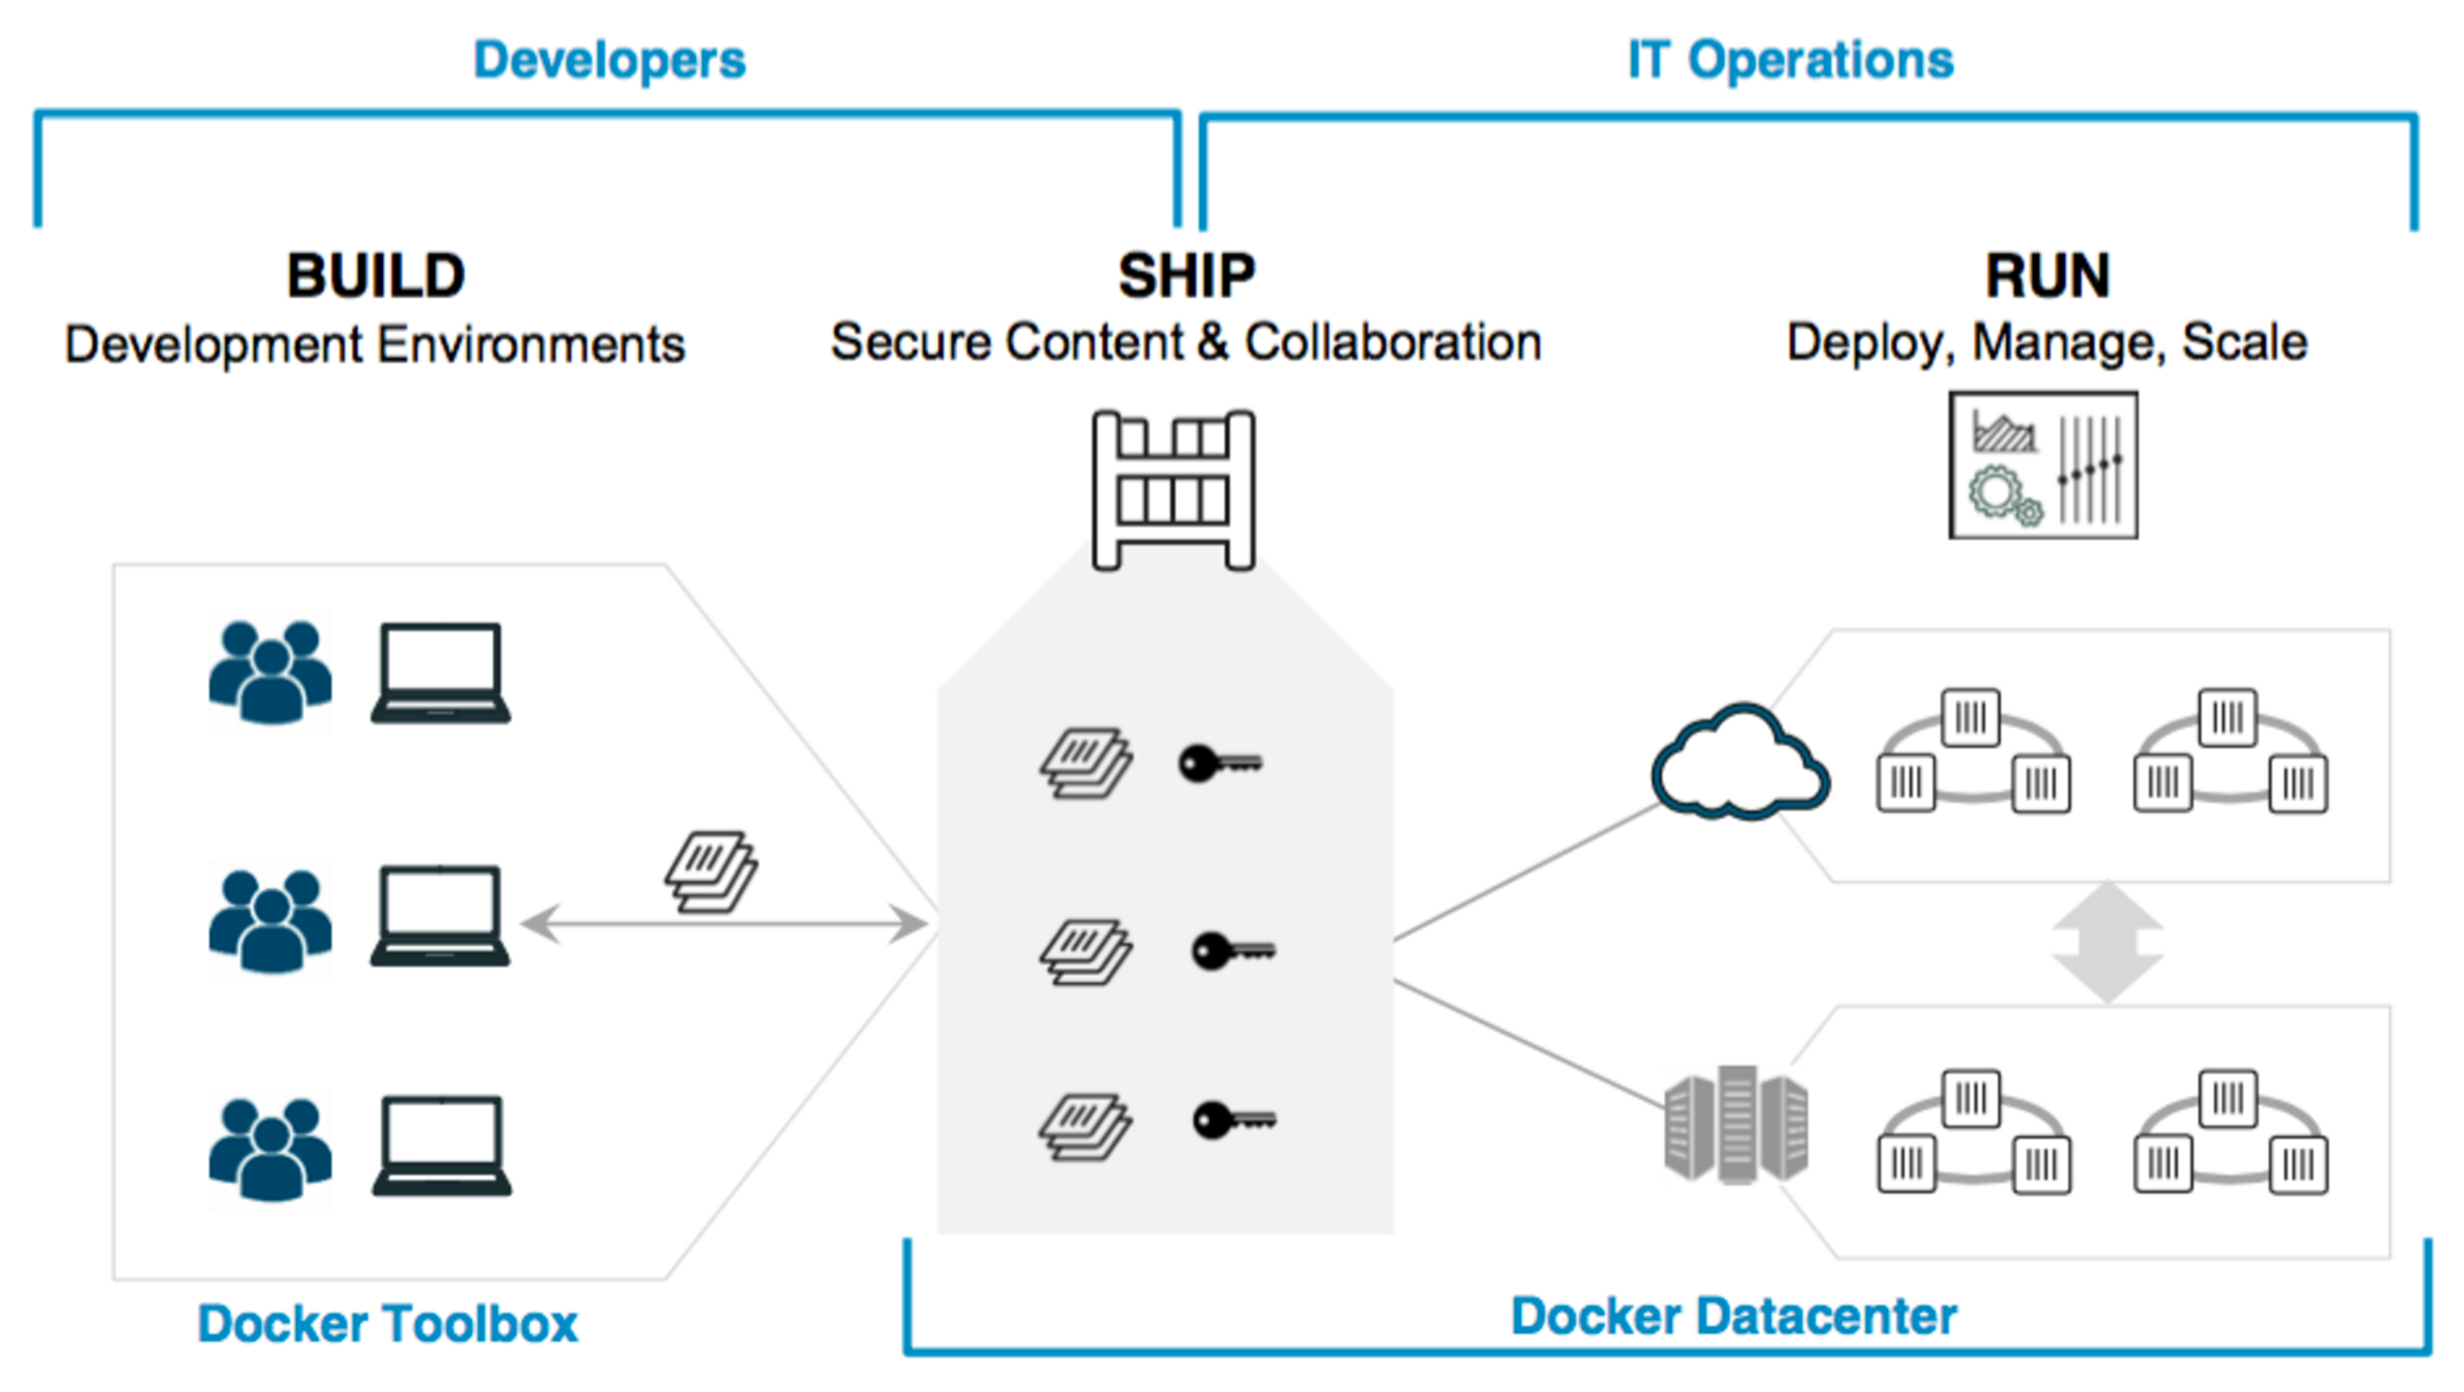 Developers
IT Operations
BUILD
Development Environments
SHIP
Secure Content & Collaboration
RUN
Deploy, Manage, Scale
Docker Toolbox
Docker Datacenter